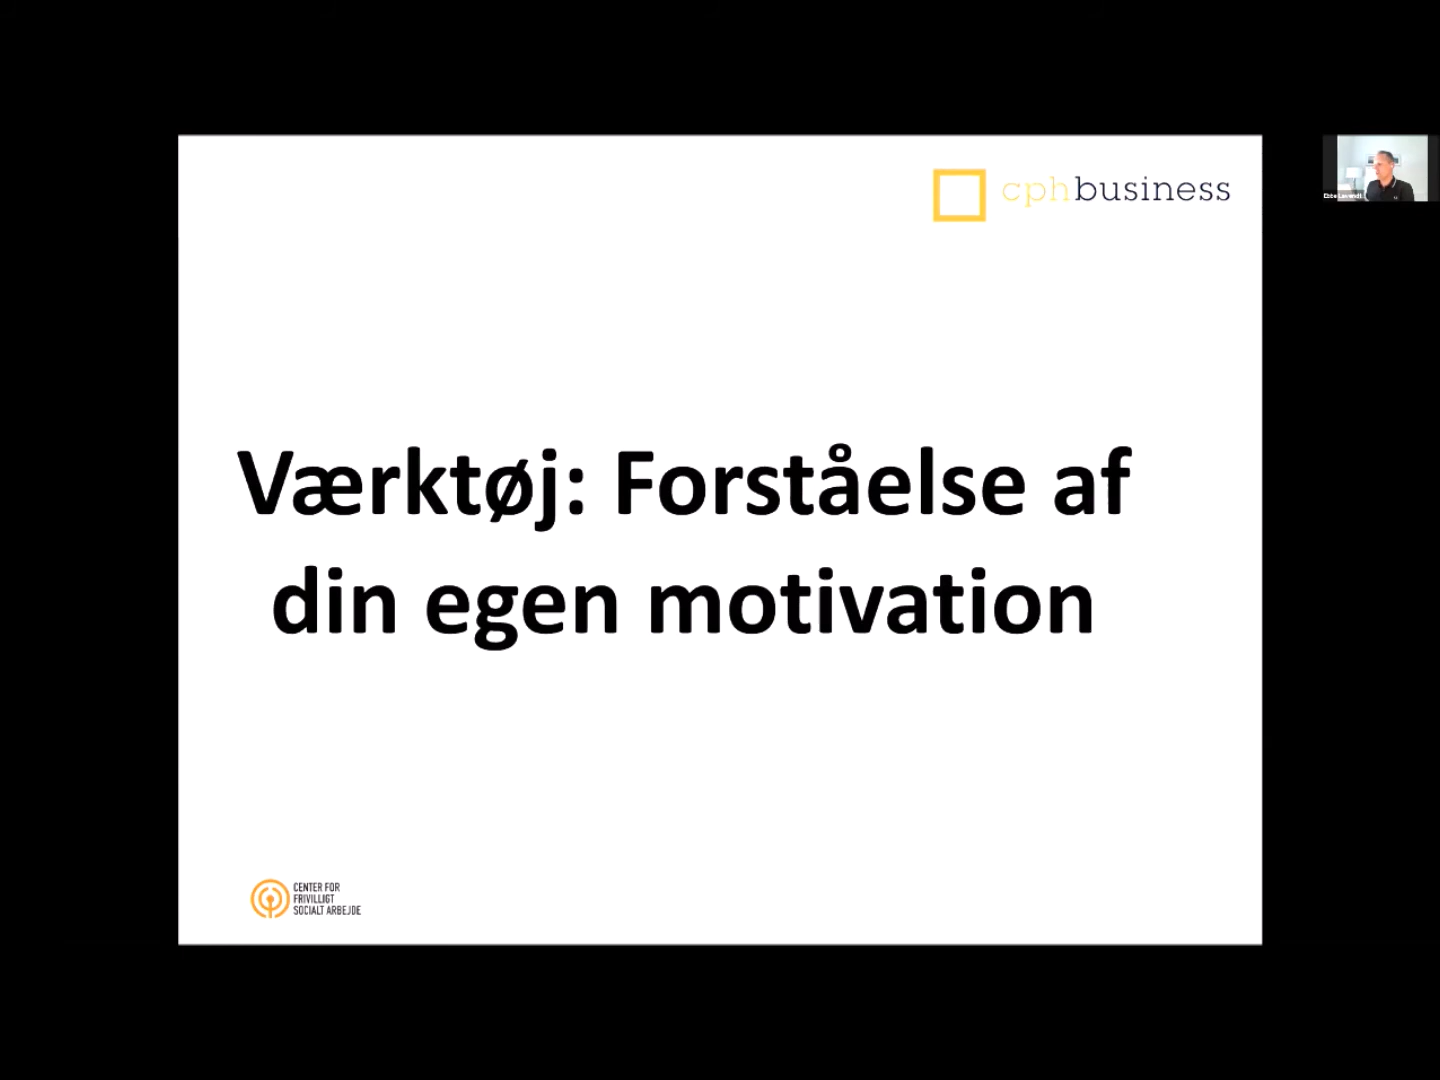 cphbusiness
Værktøj: Forståelse af
din egen motivation
CENTER FOR
FRIVILLIGT
SOCIALT ARBEJDE